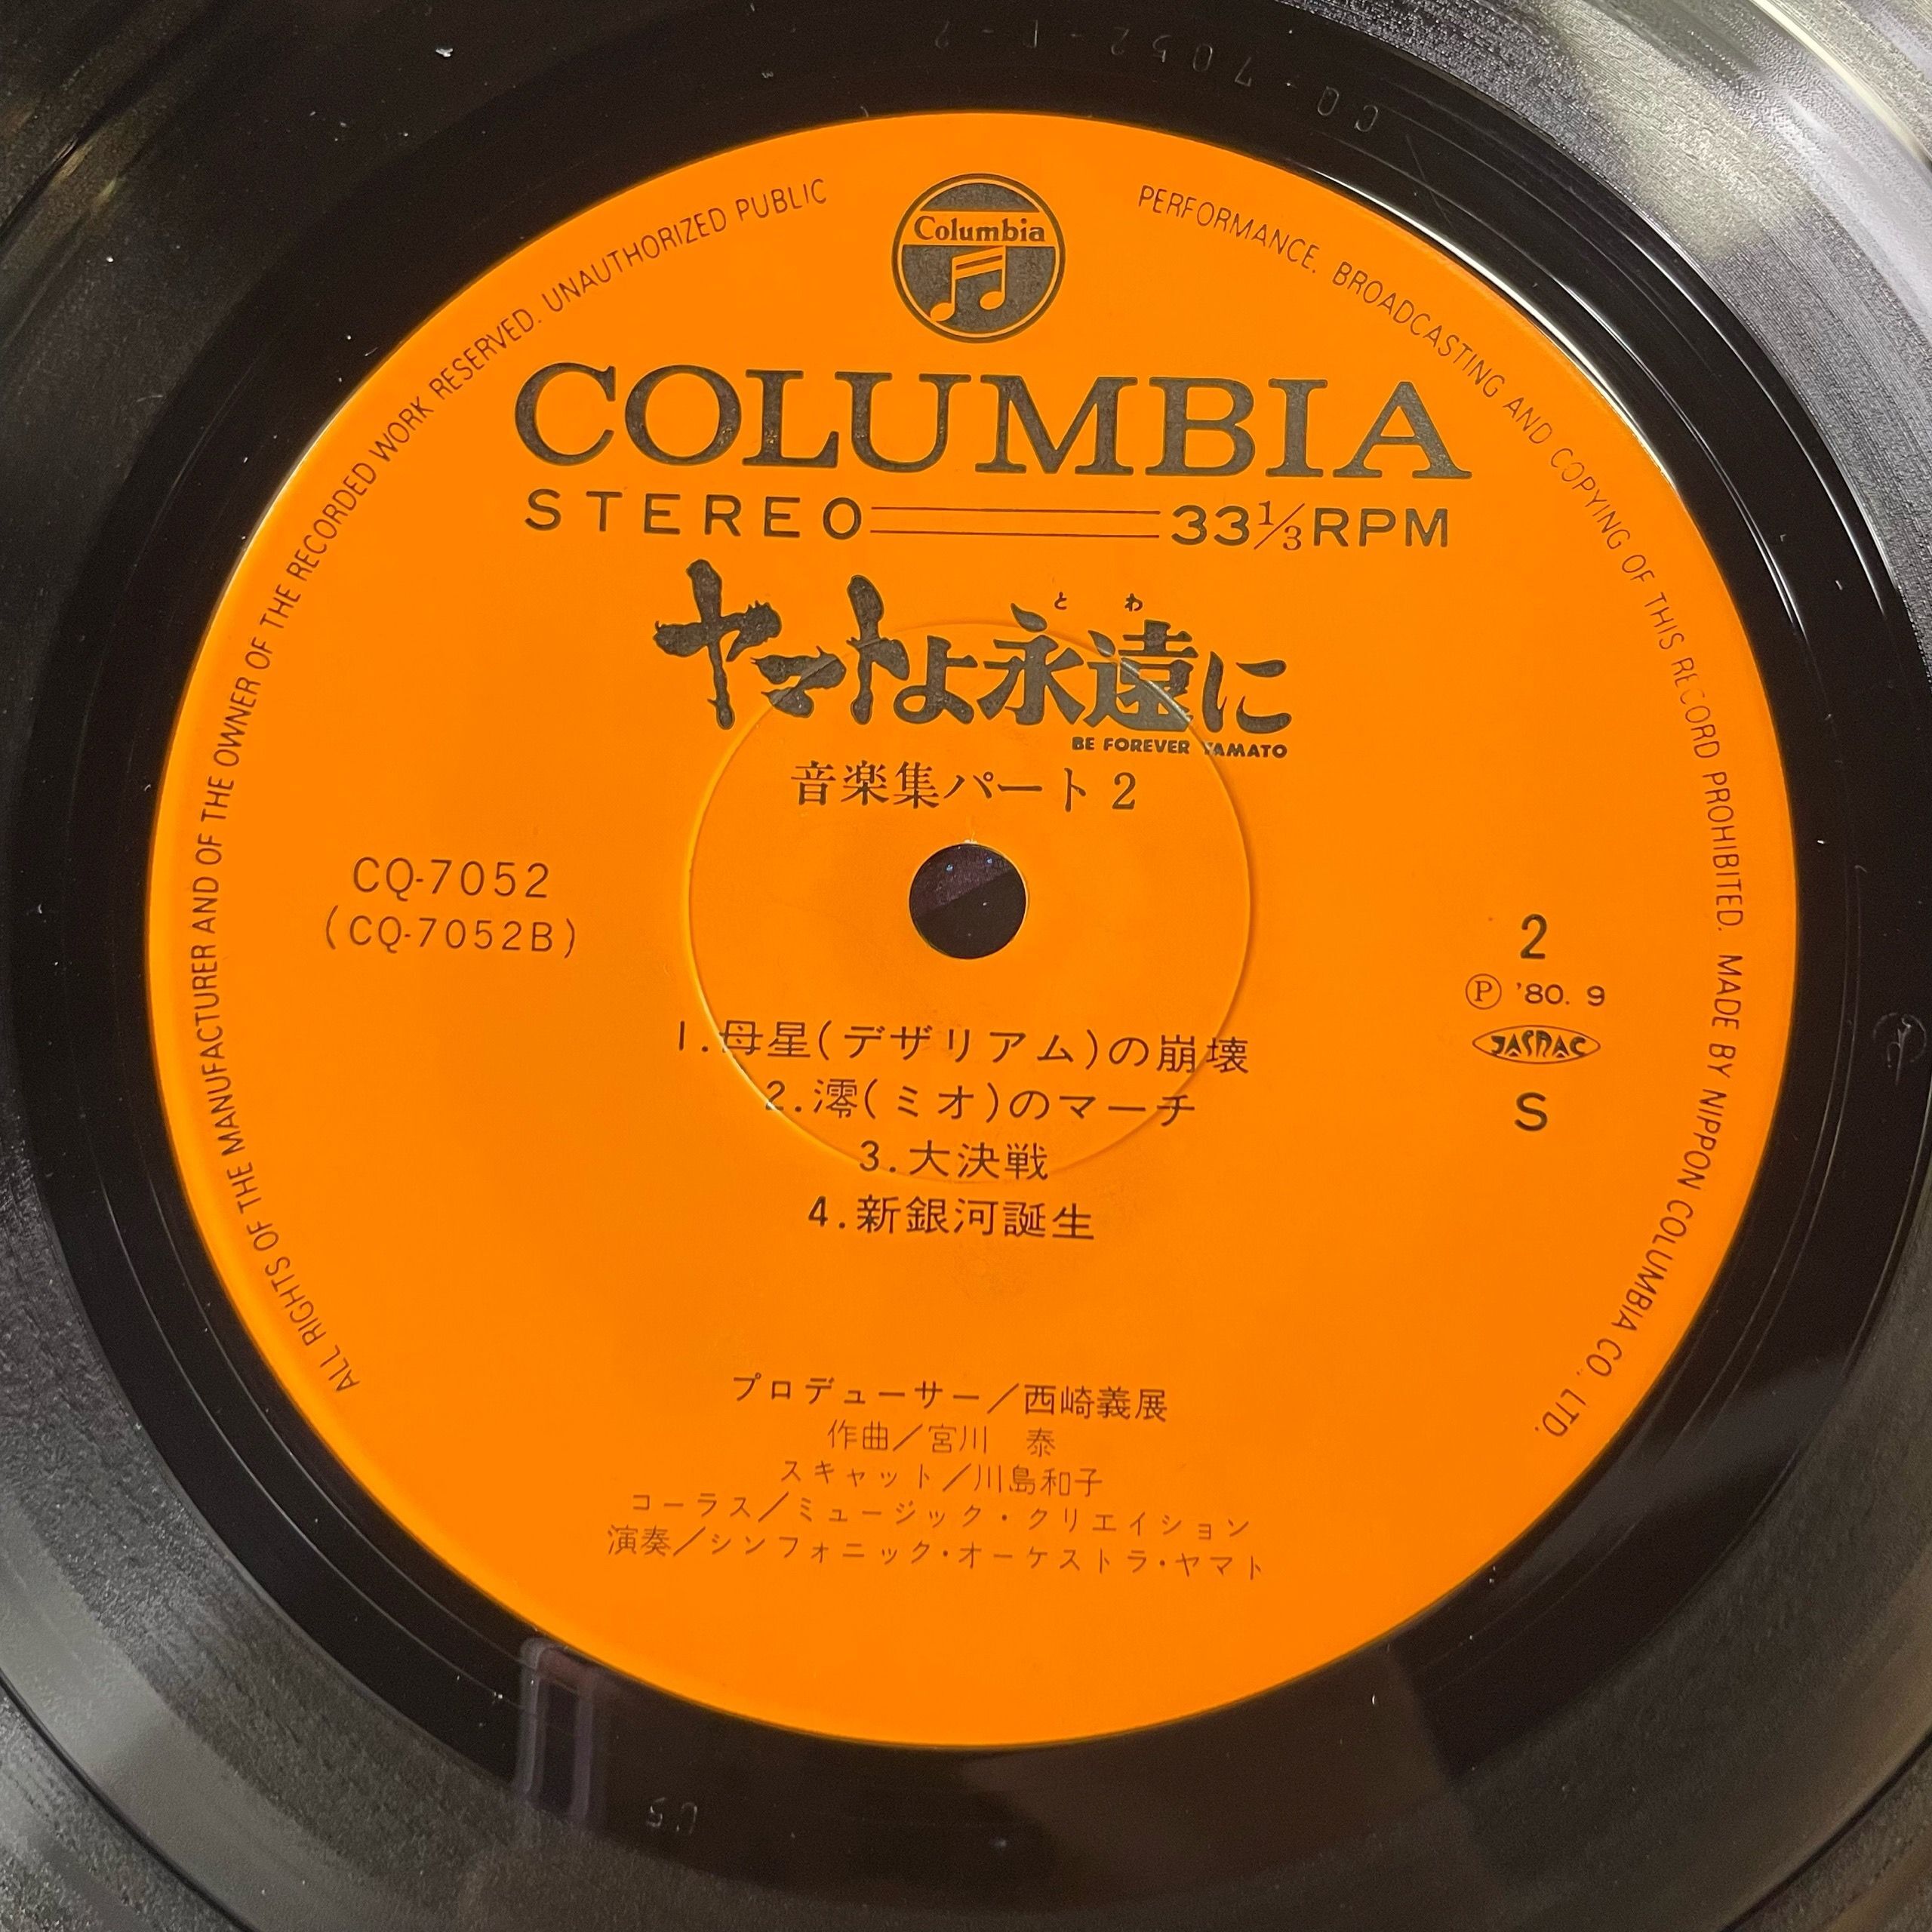 CQ-7052-
Columbia
ALL RIGHTS OF THE MANUFACTURER AND OF THE OWNER OF THE RECORDED WORK RESERVED. UNAUTHORIZED PUBLIC PERFORMANCE. BROADCASTING AND COPYING OF THIS RECORD PROHIBITED. MADE BY NIPPON COLUMBIA CO., LTD.
COLUMBIA
STEREO 33⅓RPM
とわ
ヤマトよ永遠に
BE FOREVER YAMATO
音楽集パート2
CQ-7052
(CQ-7052B)
2
Ⓟ '80. 9
JASRAC
S
1.母星(デザリアム)の崩壊
2.澪(ミオ)のマーチ
3.大決戦
4.新銀河誕生
プロデューサー/西崎義展
作曲/宮川 泰
スキャット/川島和子
コーラス/ミュージック・クリエイション
演奏/シンフォニック・オーケストラ・ヤマト